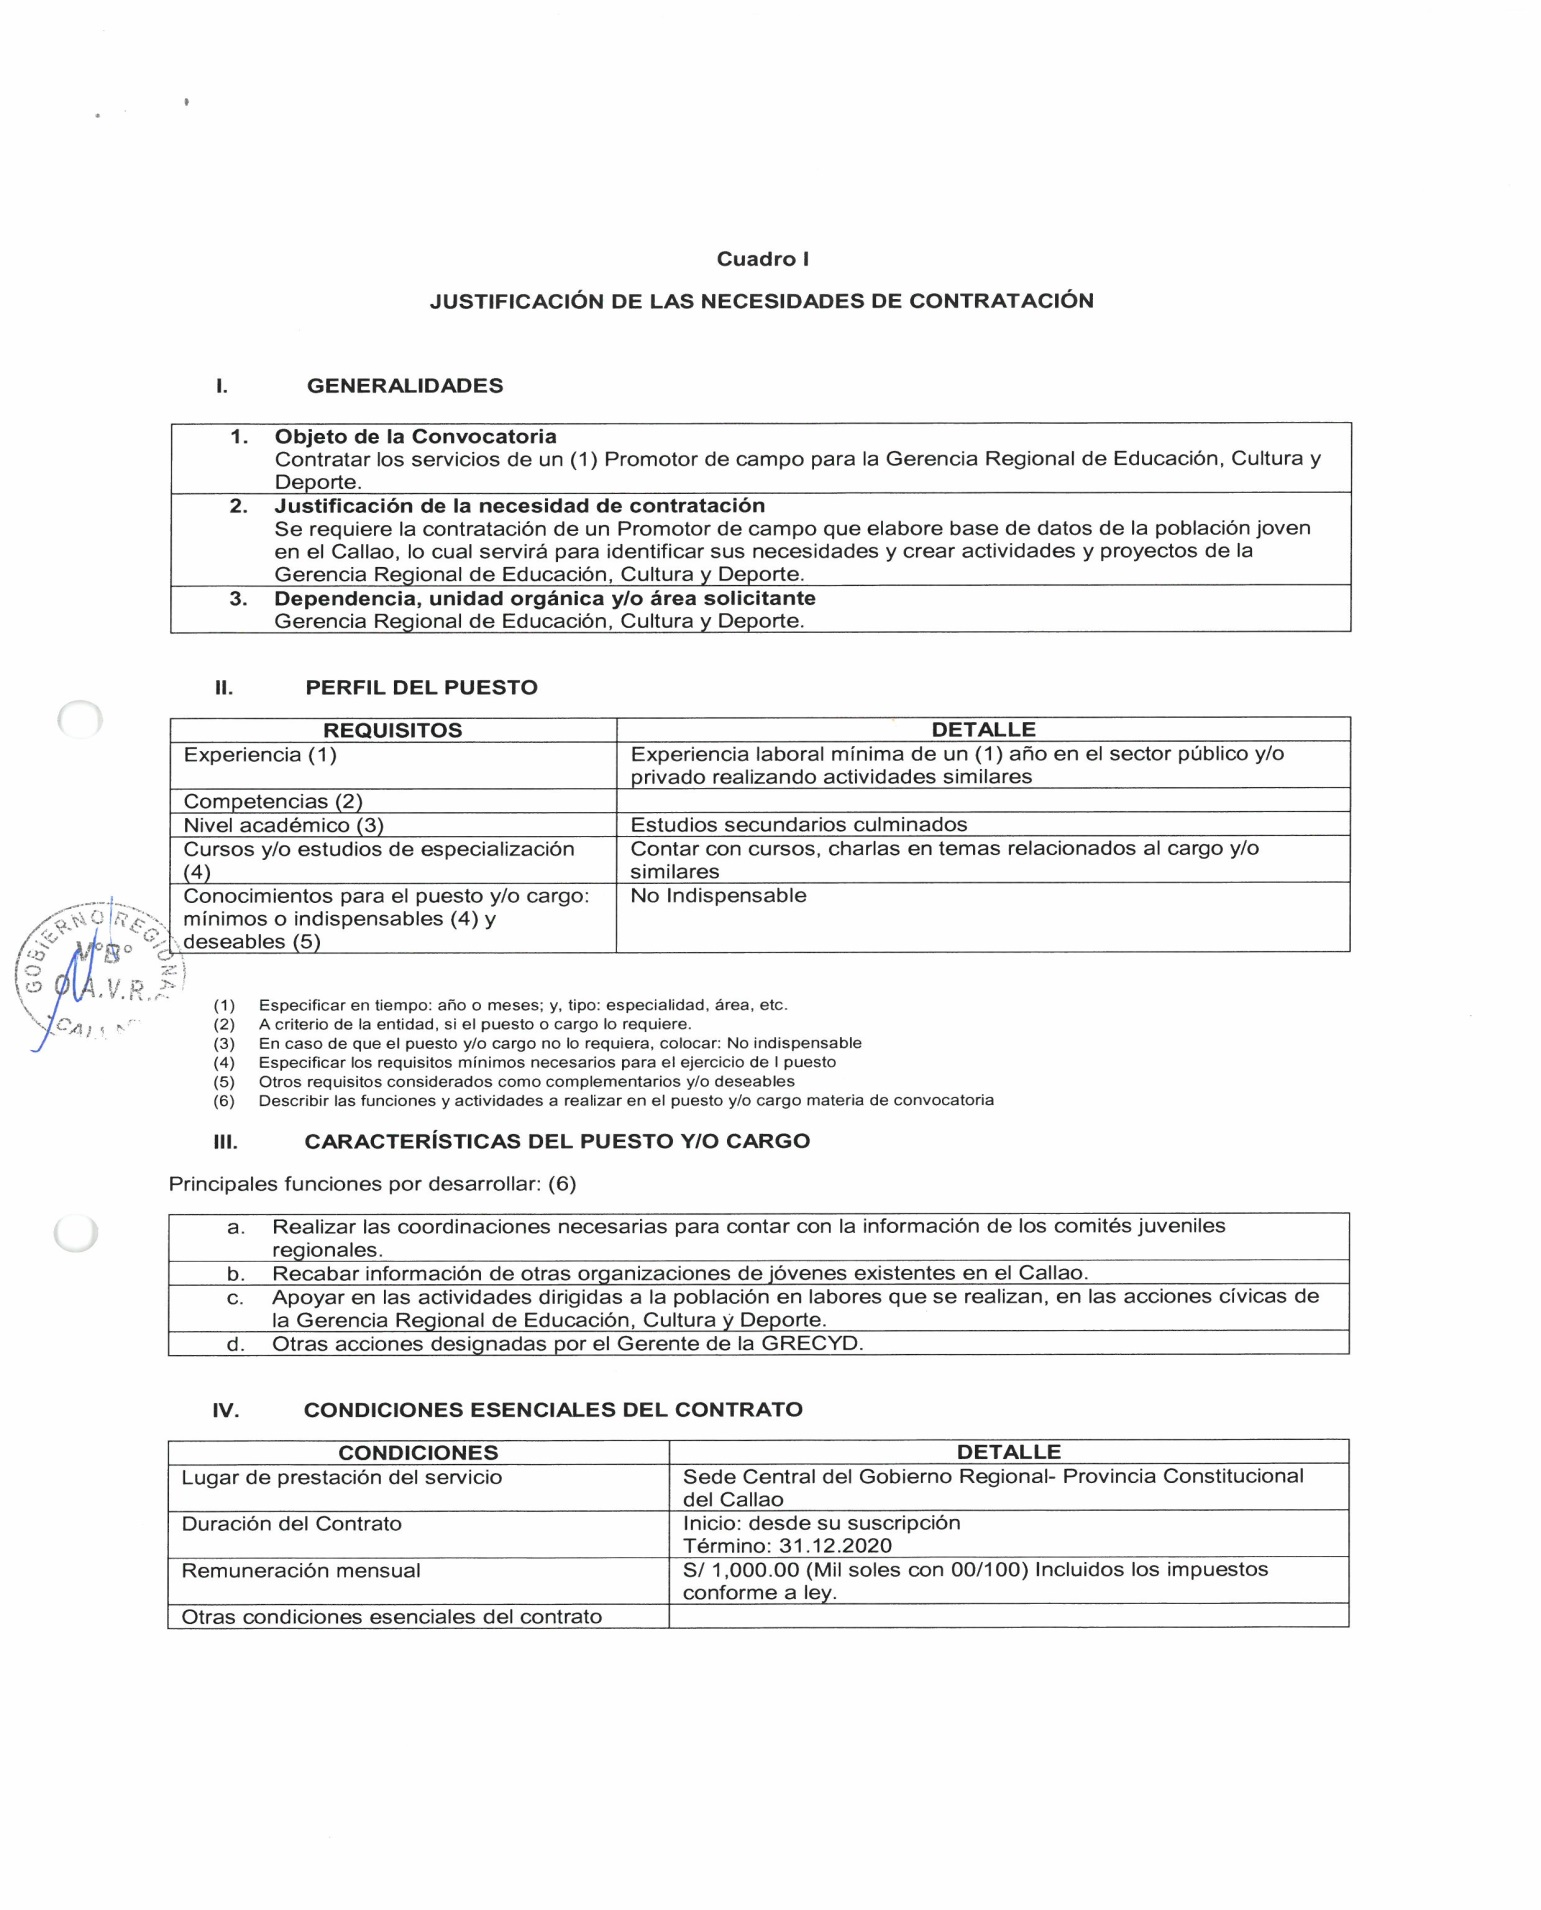 Cuadro I
JUSTIFICACIÓN DE LAS NECESIDADES DE CONTRATACIÓN
I. GENERALIDADES
1. Objeto de la Convocatoria
Contratar los servicios de un (1) Promotor de campo para la Gerencia Regional de Educación, Cultura y
Deporte.
2. Justificación de la necesidad de contratación
Se requiere la contratación de un Promotor de campo que elabore base de datos de la población joven
en el Callao, lo cual servirá para identificar sus necesidades y crear actividades y proyectos de la
Gerencia Regional de Educación, Cultura y Deporte.
3. Dependencia, unidad orgánica y/o área solicitante
Gerencia Regional de Educación, Cultura y Deporte.
II. PERFIL DEL PUESTO
REQUISITOS DETALLE
Experiencia (1) Experiencia laboral mínima de un (1) año en el sector público y/o
privado realizando actividades similares
Competencias (2)
Nivel académico (3) Estudios secundarios culminados
Cursos y/o estudios de especialización Contar con cursos, charlas en temas relacionados al cargo y/o
(4) similares
Conocimientos para el puesto y/o cargo: No Indispensable
mínimos o indispensables (4) y
deseables (5)
GOBIERNO REGIONAL
V°B°
O.A.V.R.
(1) Especificar en tiempo: año o meses; y, tipo: especialidad, área, etc.
(2) A criterio de la entidad, si el puesto o cargo lo requiere.
(3) En caso de que el puesto y/o cargo no lo requiera, colocar: No indispensable
(4) Especificar los requisitos mínimos necesarios para el ejercicio de l puesto
(5) Otros requisitos considerados como complementarios y/o deseables
(6) Describir las funciones y actividades a realizar en el puesto y/o cargo materia de convocatoria
III. CARACTERÍSTICAS DEL PUESTO Y/O CARGO
Principales funciones por desarrollar: (6)
a. Realizar las coordinaciones necesarias para contar con la información de los comités juveniles
regionales.
b. Recabar información de otras organizaciones de jóvenes existentes en el Callao.
c. Apoyar en las actividades dirigidas a la población en labores que se realizan, en las acciones cívicas de
la Gerencia Regional de Educación, Cultura y Deporte.
d. Otras acciones designadas por el Gerente de la GRECYD.
IV. CONDICIONES ESENCIALES DEL CONTRATO
CONDICIONES DETALLE
Lugar de prestación del servicio Sede Central del Gobierno Regional- Provincia Constitucional
del Callao
Duración del Contrato Inicio: desde su suscripción
Término: 31.12.2020
Remuneración mensual S/ 1,000.00 (Mil soles con 00/100) Incluidos los impuestos
conforme a ley.
Otras condiciones esenciales del contrato